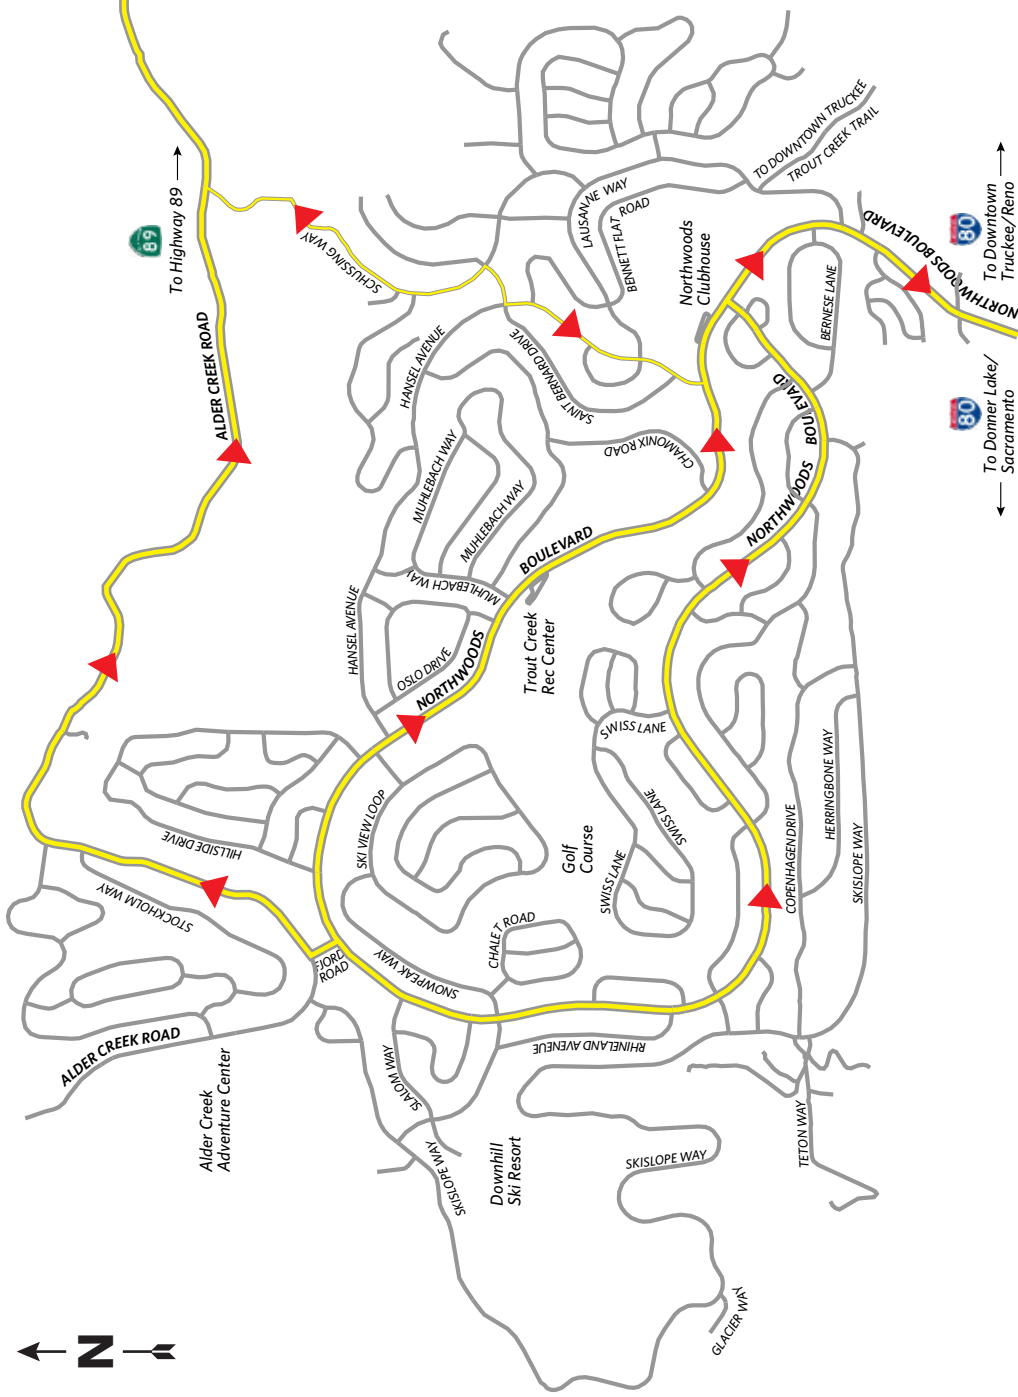 To Highway 89
89
ALDER CREEK ROAD
SCHUSSING WAY
HANSEL AVENUE
SAINT BERNARD DRIVE
LAUSANNE WAY
BENNETT FLAT ROAD
TO DOWNTOWN TRUCKEE
TROUT CREEK TRAIL
Northwoods
Clubhouse
BERNESE LANE
NORTHWOODS BOULEVARD
NORTHWOODS
80
To Downtown
Truckee/Reno
80
To Donner Lake/
Sacramento
CHAMONIX ROAD
MUHLEBACH WAY
MUHLEBACH WAY
MUHLEBACH WAY
MUHLEBACH WAY
HANSEL AVENUE
OSLO DRIVE
NORTHWOODS
BOULEVARD
Trout Creek
Rec Center
NORTHWOODS
BOULEVARD
BOULEVARD
SWISS LANE
SWISS LANE
SWISS LANE
Golf
Course
SKI VIEW LOOP
HILLSIDE DRIVE
STOCKHOLM WAY
FJORD
ROAD
SNOWPEAK WAY
CHALET ROAD
COPENHAGEN DRIVE
HERRINGBONE WAY
SKISLOPE WAY
RHINELAND AVENEUE
ALDER CREEK ROAD
Alder Creek
Adventure Center
SLALOM WAY
SKISLOPE WAY
Downhill
Ski Resort
SKISLOPE WAY
TETON WAY
GLACIER WAY
N